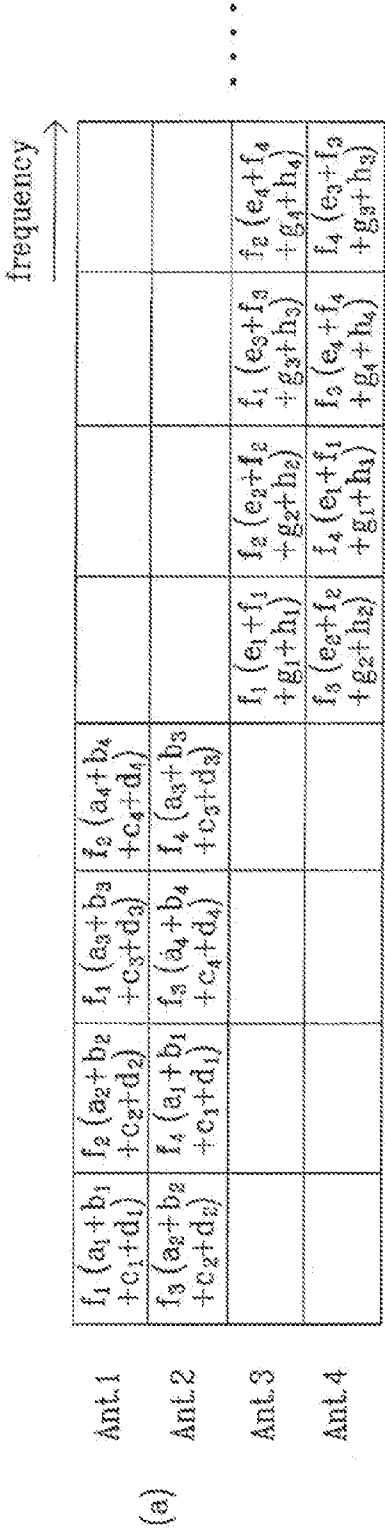 frequency
(a)
Ant.1
f₁(a₁+b₁
+c₁+d₁)
f₂(a₂+b₂
+c₂+d₂)
f₁(a₃+b₃
+c₃+d₃)
f₂(a₄+b₄
+c₄+d₄)
Ant.2
f₃(a₂+b₂
+c₂+d₂)
f₄(a₁+b₁
+c₁+d₁)
f₃(a₄+b₄
+c₄+d₄)
f₄(a₃+b₃
+c₃+d₃)
Ant.3
f₁(e₁+f₁
+g₁+h₁)
f₂(e₂+f₂
+g₂+h₂)
f₁(e₃+f₃
+g₃+h₃)
f₂(e₄+f₄
+g₄+h₄)
Ant.4
f₃(e₂+f₂
+g₂+h₂)
f₄(e₁+f₁
+g₁+h₁)
f₃(e₄+f₄
+g₄+h₄)
f₄(e₃+f₃
+g₃+h₃)
....